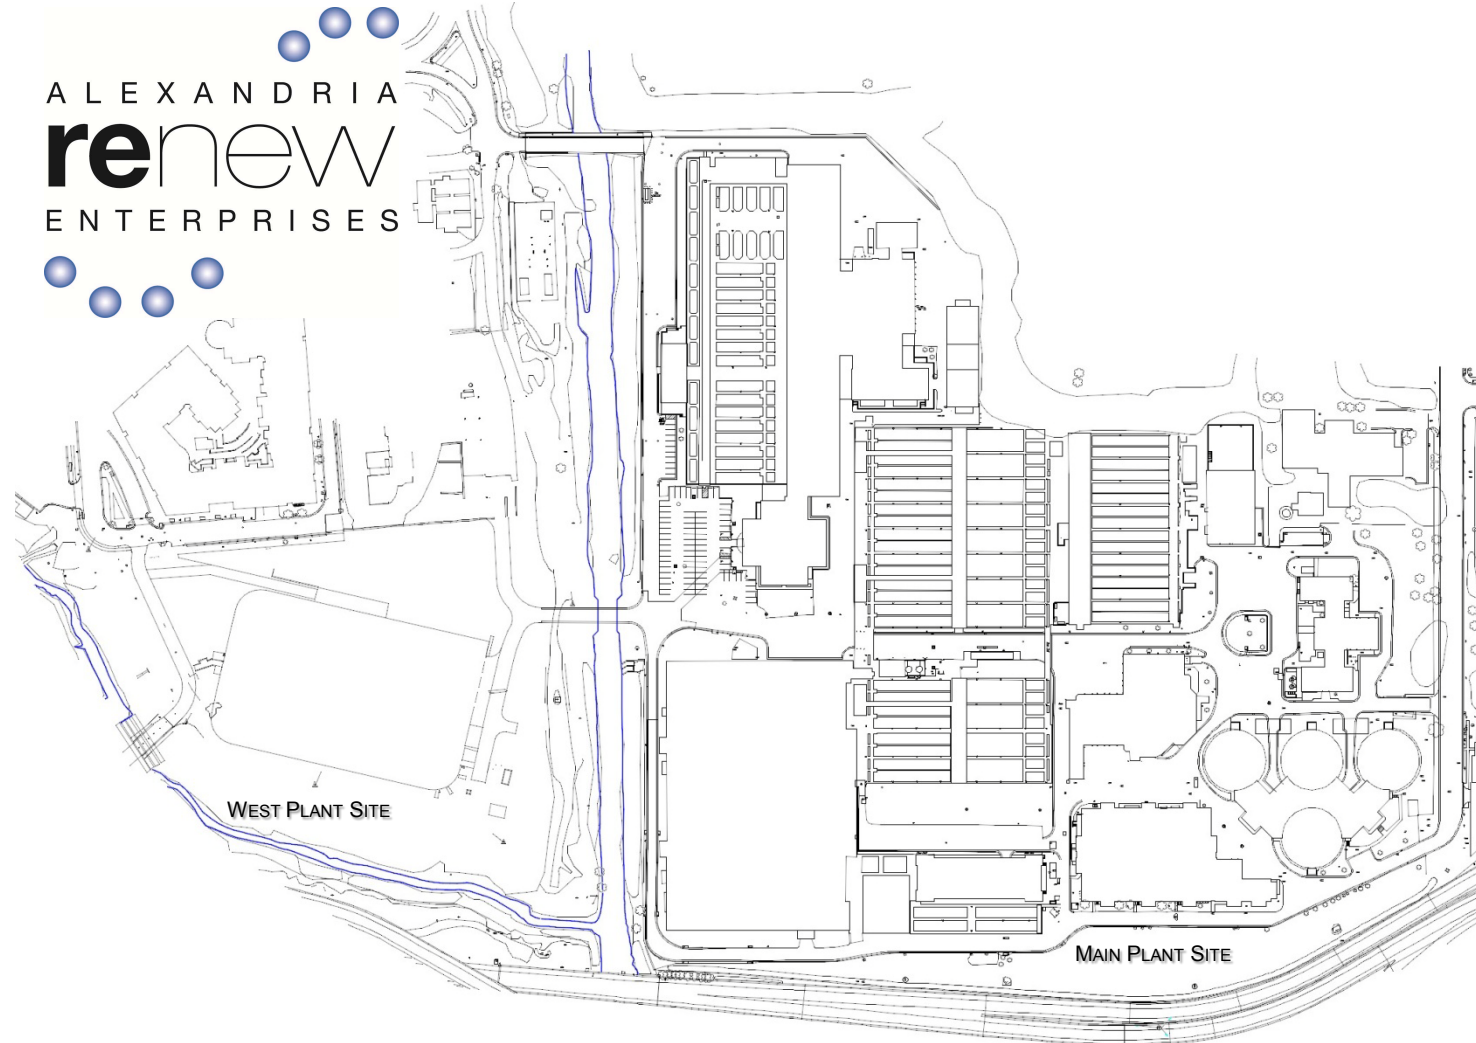 ALEXANDRIA
renew
ENTERPRISES
WEST PLANT SITE
MAIN PLANT SITE